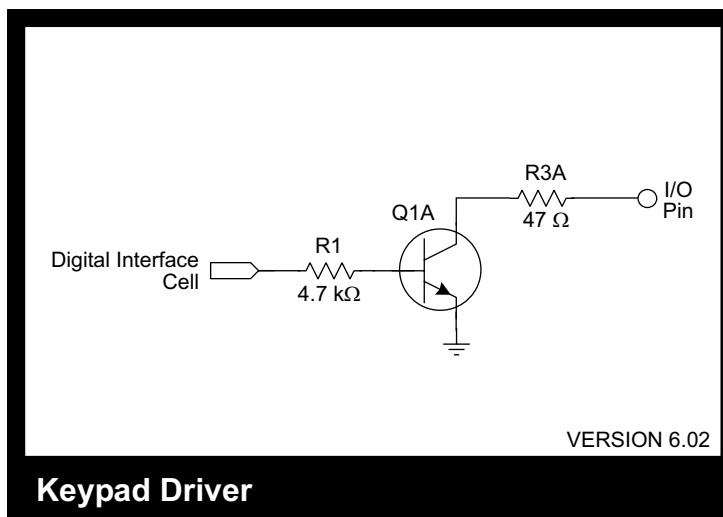 R3A
47 Ω
I/O
Pin
Q1A
R1
4.7 kΩ
Digital Interface
Cell
VERSION 6.02
Keypad Driver